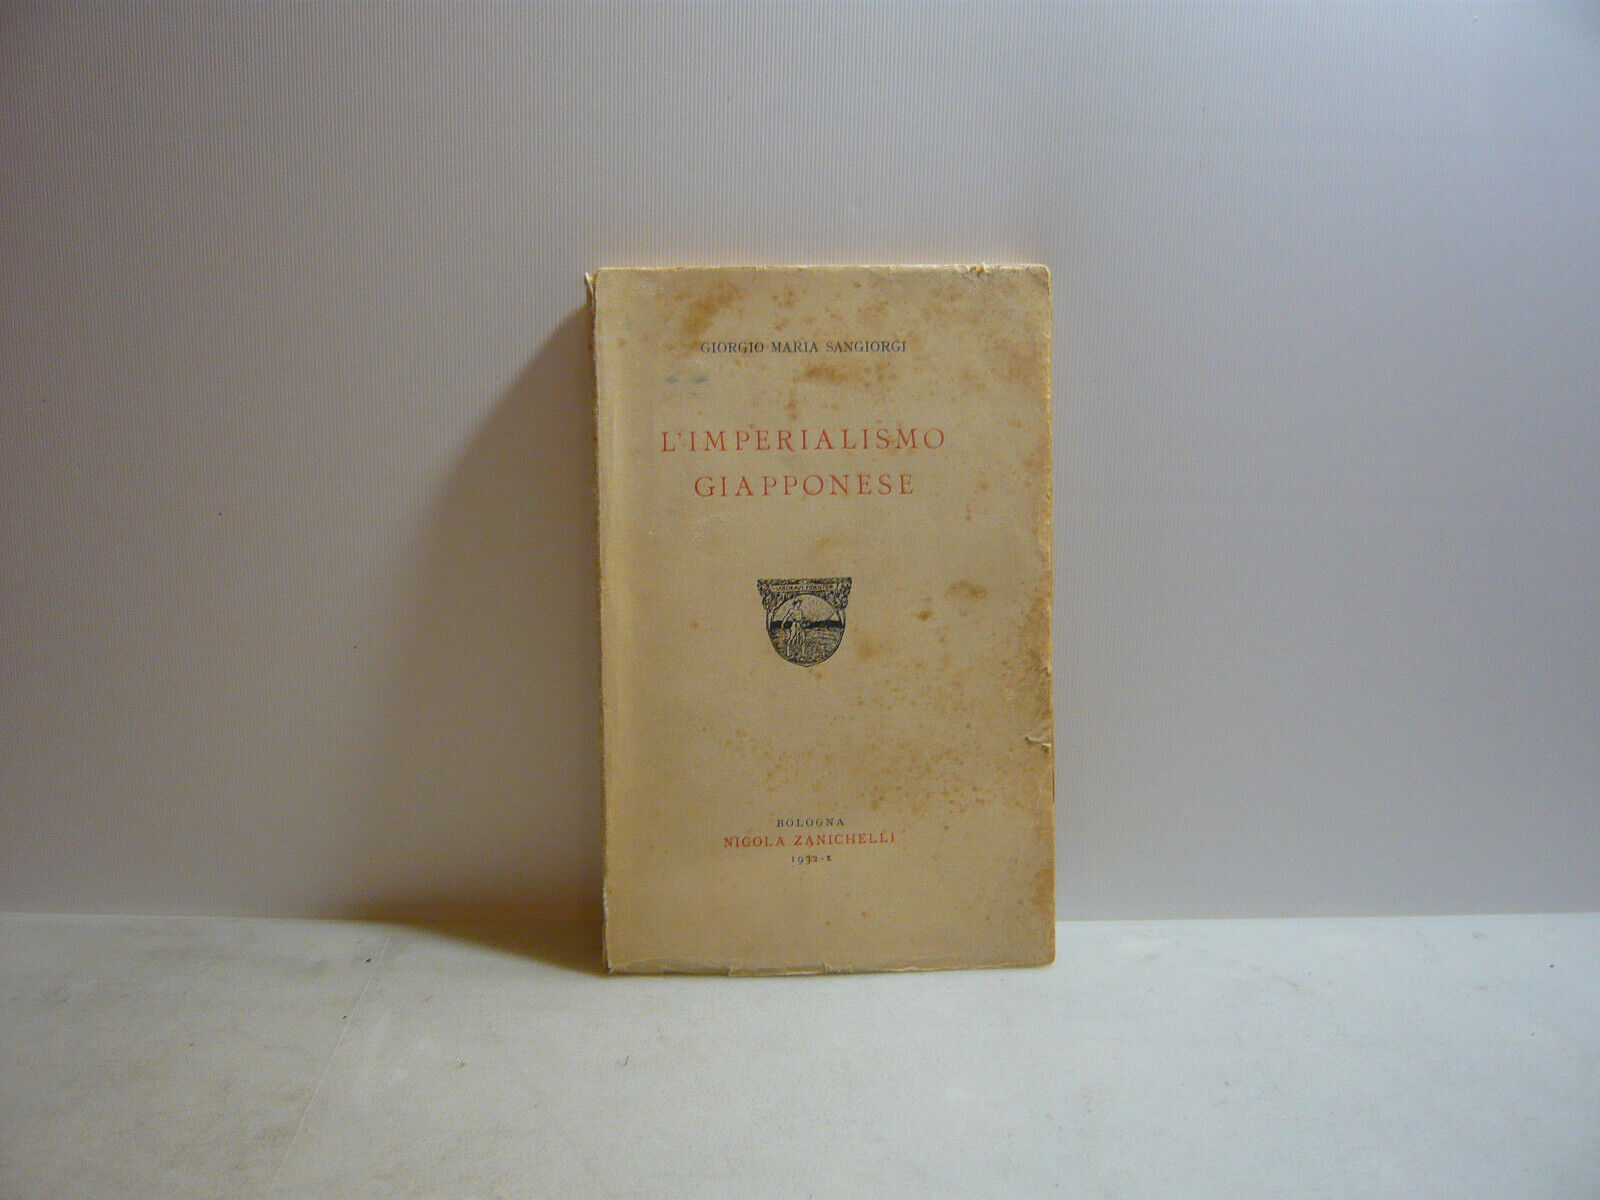 GIORGIO MARIA SANGIORGI
L'IMPERIALISMO
GIAPPONESE
BOLOGNA
NICOLA ZANICHELLI
1932-X